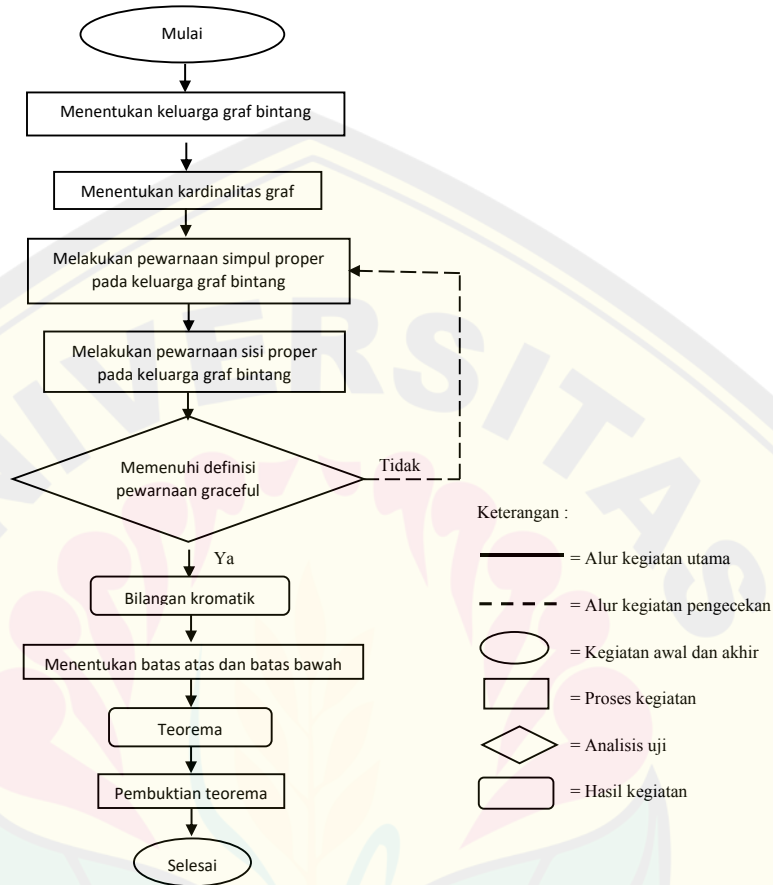 Mulai
Menentukan keluarga graf bintang
Menentukan kardinalitas graf
Melakukan pewarnaan simpul proper
pada keluarga graf bintang
Melakukan pewarnaan sisi proper
pada keluarga graf bintang
Memenuhi definisi
pewarnaan graceful
Tidak
Ya
Bilangan kromatik
Menentukan batas atas dan batas bawah
Teorema
Pembuktian teorema
Selesai
Keterangan :
= Alur kegiatan utama
= Alur kegiatan pengecekan
= Kegiatan awal dan akhir
= Proses kegiatan
= Analisis uji
= Hasil kegiatan
UNIVERSITAS